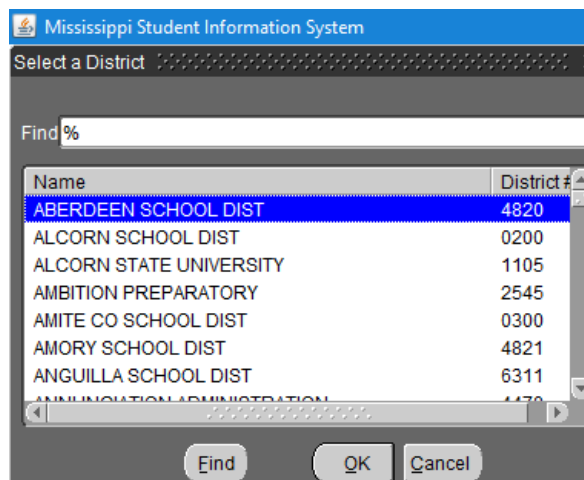 Mississippi Student Information System
Select a District
Find %
Name District #
ABERDEEN SCHOOL DIST 4820
ALCORN SCHOOL DIST 0200
ALCORN STATE UNIVERSITY 1105
AMBITION PREPARATORY 2545
AMITE CO SCHOOL DIST 0300
AMORY SCHOOL DIST 4821
ANGUILLA SCHOOL DIST 6311
ANNUNCIATION ADMINISTRATION
Find OK Cancel